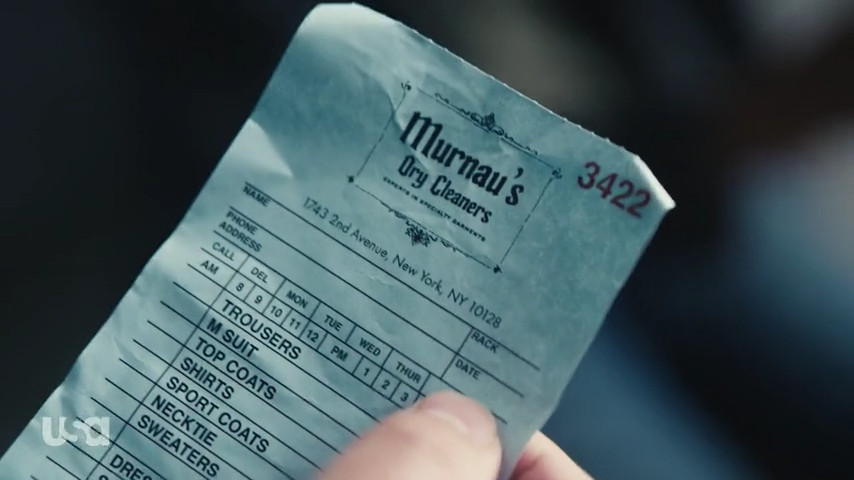 3422
Murnau's
Dry Cleaners
EXPERTS IN SPECIALTY GARMENTS
1743 2nd Avenue, New York, NY 10128
NAME
PHONE
RACK
ADDRESS
DATE
CALL DEL MON TUE WED THUR
AM 8 9 10 11 12 PM 1 2 3
TROUSERS
M SUIT
TOP COATS
SHIRTS
SPORT COATS
NECKTIE
SWEATERS
usa